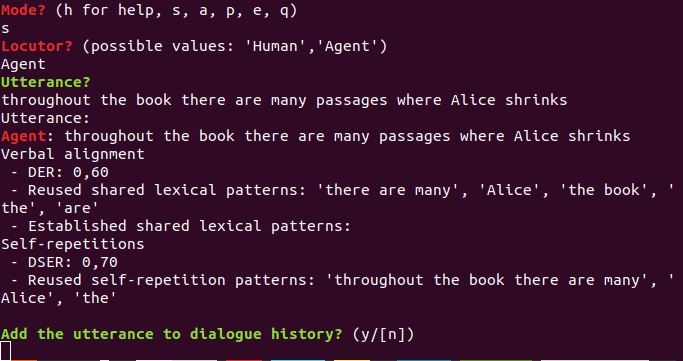 Mode? (h for help, s, a, p, e, q)
s
Locutor? (possible values: 'Human','Agent')
Agent
Utterance?
throughout the book there are many passages where Alice shrinks
Utterance:
Agent: throughout the book there are many passages where Alice shrinks
Verbal alignment
 - DER: 0,60
 - Reused shared lexical patterns: 'there are many', 'Alice', 'the book', '
the', 'are'
 - Established shared lexical patterns:
Self-repetitions
 - DSER: 0,70
 - Reused self-repetition patterns: 'throughout the book there are many', '
Alice', 'the'
Add the utterance to dialogue history? (y/[n])